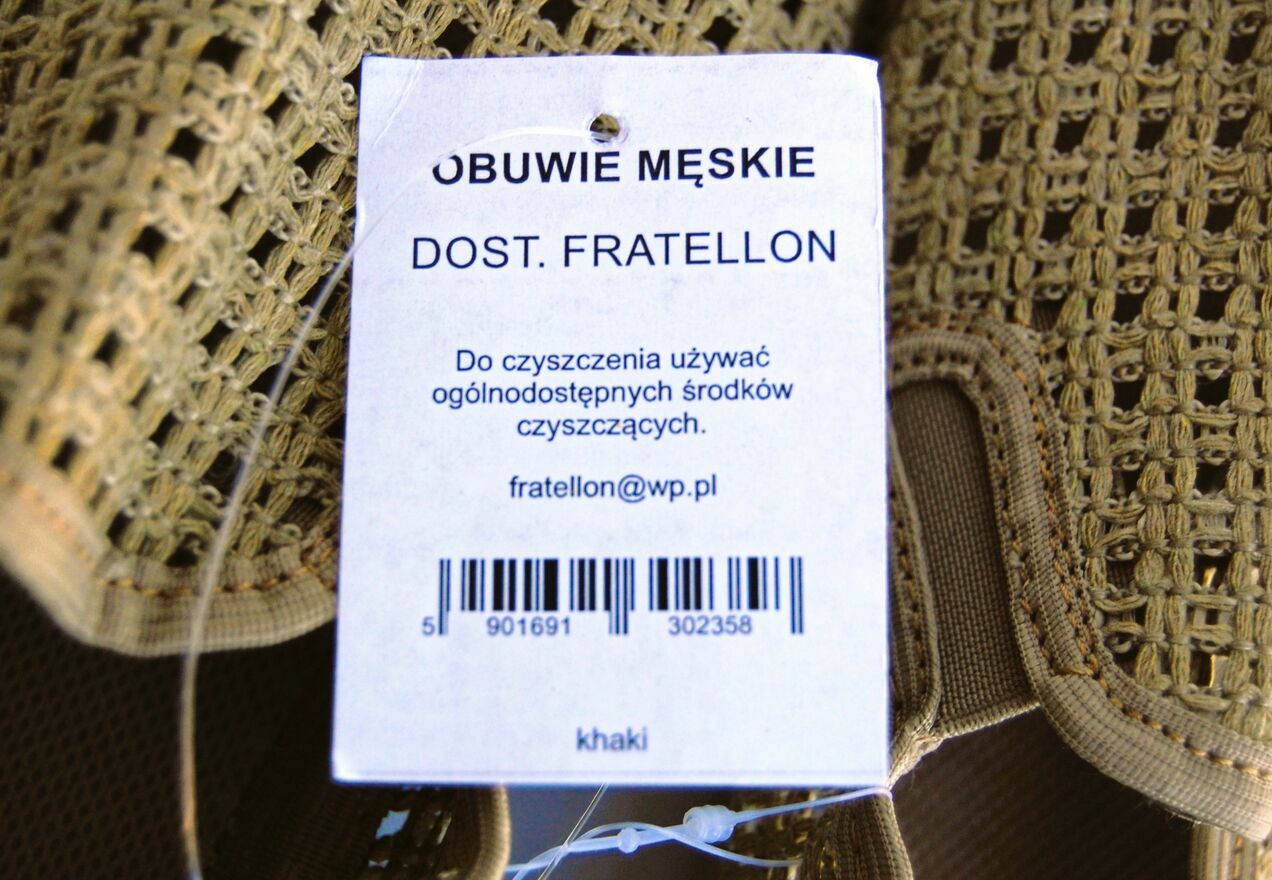 OBUWIE MĘSKIE
DOST. FRATELLON
Do czyszczenia używać
ogólnodostępnych środków
czyszczących.
fratellon@wp.pl
5 901691 302358
khaki